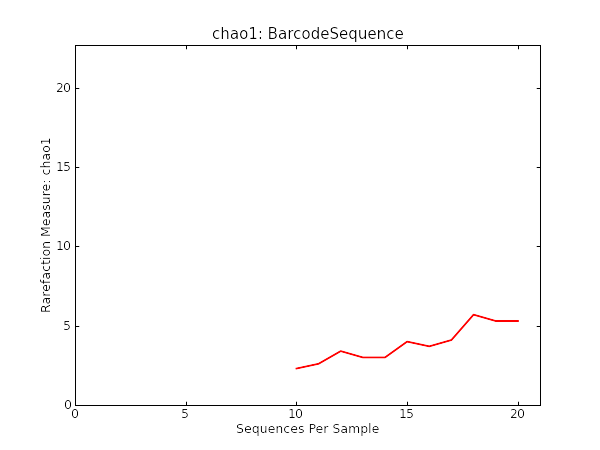 chao1: BarcodeSequence
Rarefaction Measure: chao1
20
15
10
5
0
0 5 10 15 20
Sequences Per Sample